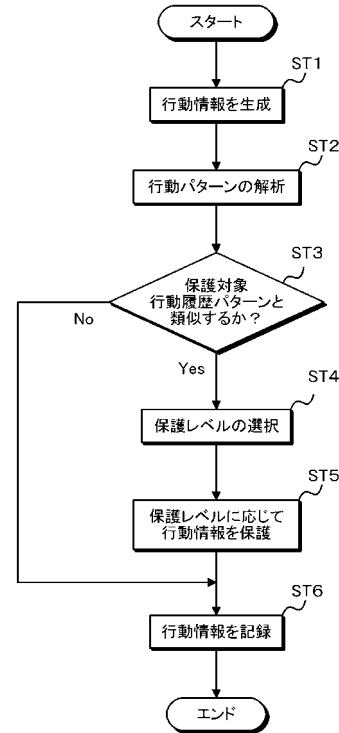 スタート
ST1
行動情報を生成
ST2
行動パターンの解析
ST3
保護対象
行動履歴パターンと
類似するか?
No
Yes
ST4
保護レベルの選択
ST5
保護レベルに応じて
行動情報を保護
ST6
行動情報を記録
エンド